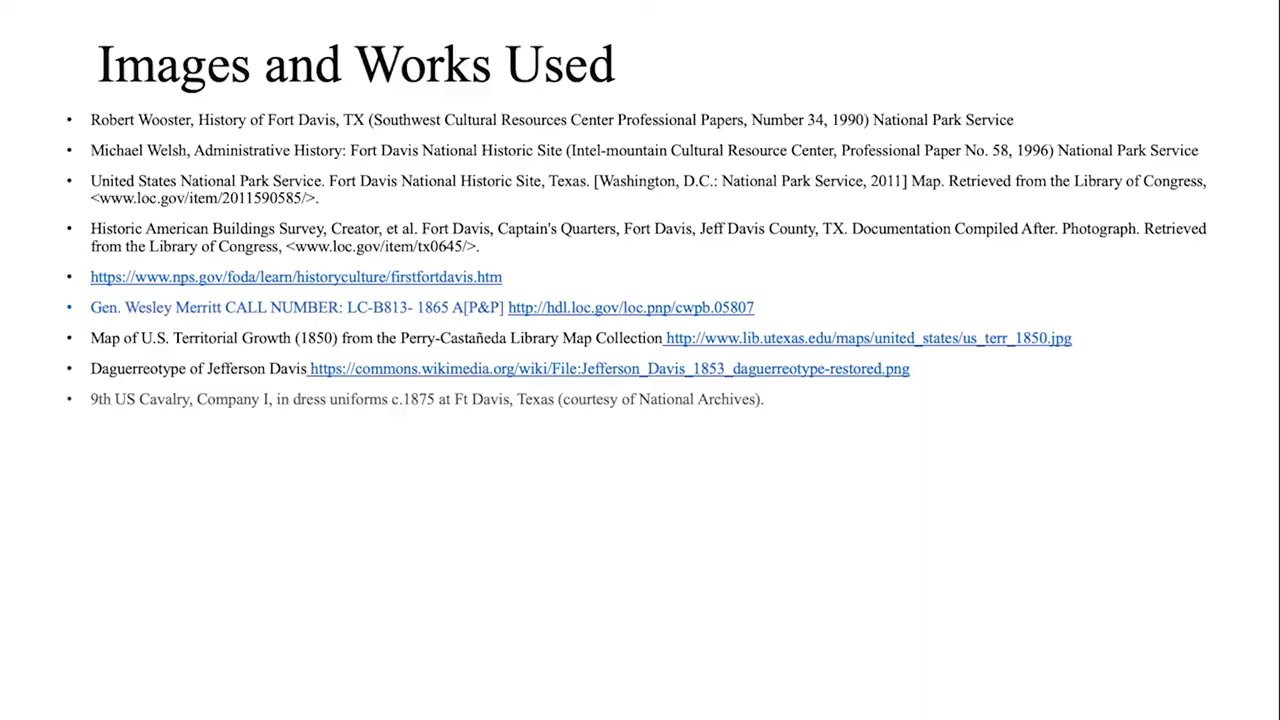 Images and Works Used
• Robert Wooster, History of Fort Davis, TX (Southwest Cultural Resources Center Professional Papers, Number 34, 1990) National Park Service
• Michael Welsh, Administrative History: Fort Davis National Historic Site (Intel-mountain Cultural Resource Center, Professional Paper No. 58, 1996) National Park Service
• United States National Park Service. Fort Davis National Historic Site, Texas. [Washington, D.C.: National Park Service, 2011] Map. Retrieved from the Library of Congress,
<www.loc.gov/item/2011590585/>.
• Historic American Buildings Survey, Creator, et al. Fort Davis, Captain's Quarters, Fort Davis, Jeff Davis County, TX. Documentation Compiled After. Photograph. Retrieved
from the Library of Congress, <www.loc.gov/item/tx0645/>.
• https://www.nps.gov/foda/learn/historyculture/firstfortdavis.htm
• Gen. Wesley Merritt CALL NUMBER: LC-B813- 1865 A[P&P] http://hdl.loc.gov/loc.pnp/cwpb.05807
• Map of U.S. Territorial Growth (1850) from the Perry-Castañeda Library Map Collection http://www.lib.utexas.edu/maps/united_states/us_terr_1850.jpg
• Daguerreotype of Jefferson Davis https://commons.wikimedia.org/wiki/File:Jefferson_Davis_1853_daguerreotype-restored.png
• 9th US Cavalry, Company I, in dress uniforms c.1875 at Ft Davis, Texas (courtesy of National Archives).